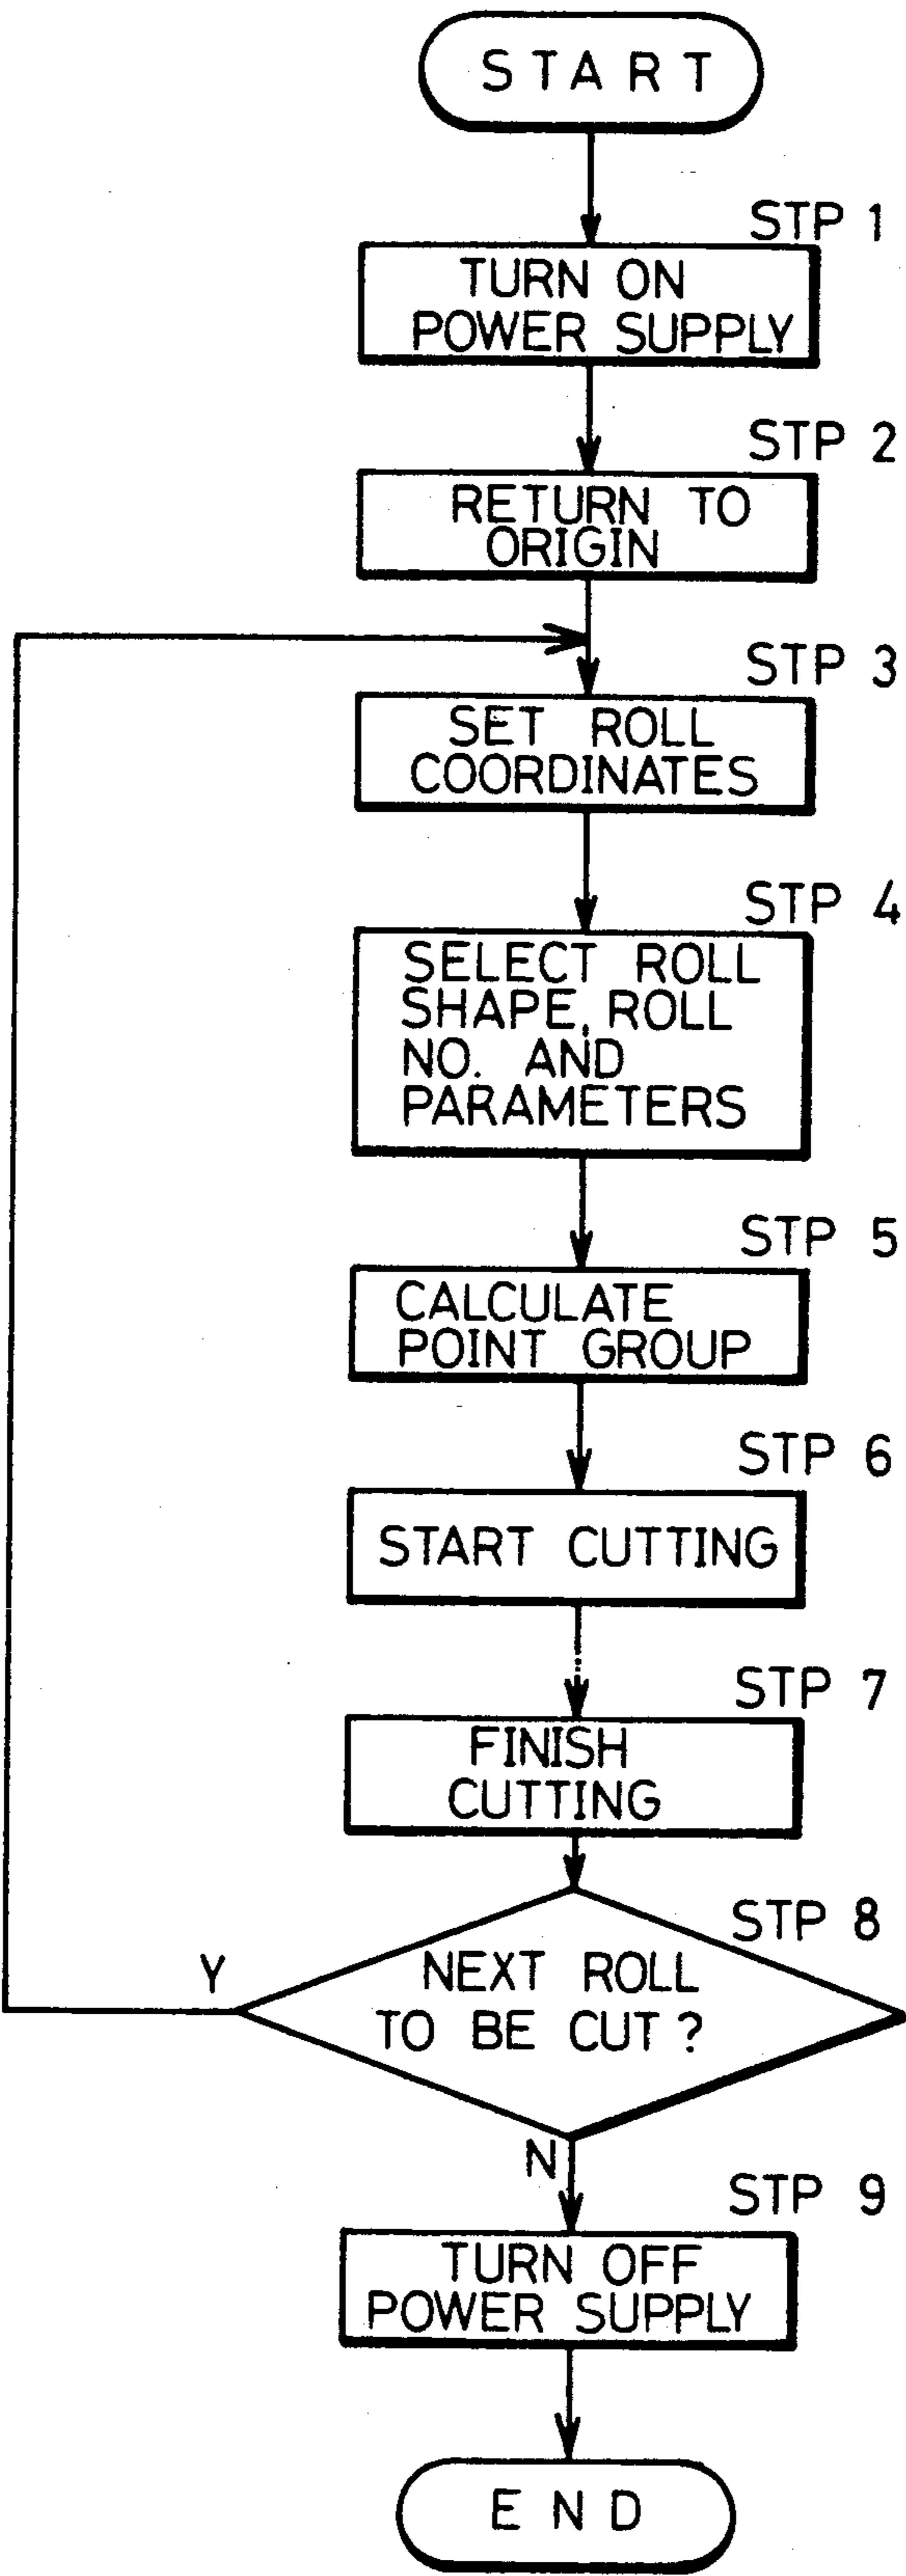 START
STP 1
TURN ON
POWER SUPPLY
STP 2
RETURN TO
ORIGIN
STP 3
SET ROLL
COORDINATES
STP 4
SELECT ROLL
SHAPE, ROLL
NO. AND
PARAMETERS
STP 5
CALCULATE
POINT GROUP
STP 6
START CUTTING
STP 7
FINISH
CUTTING
STP 8
NEXT ROLL
TO BE CUT?
Y
N
STP 9
TURN OFF
POWER SUPPLY
END